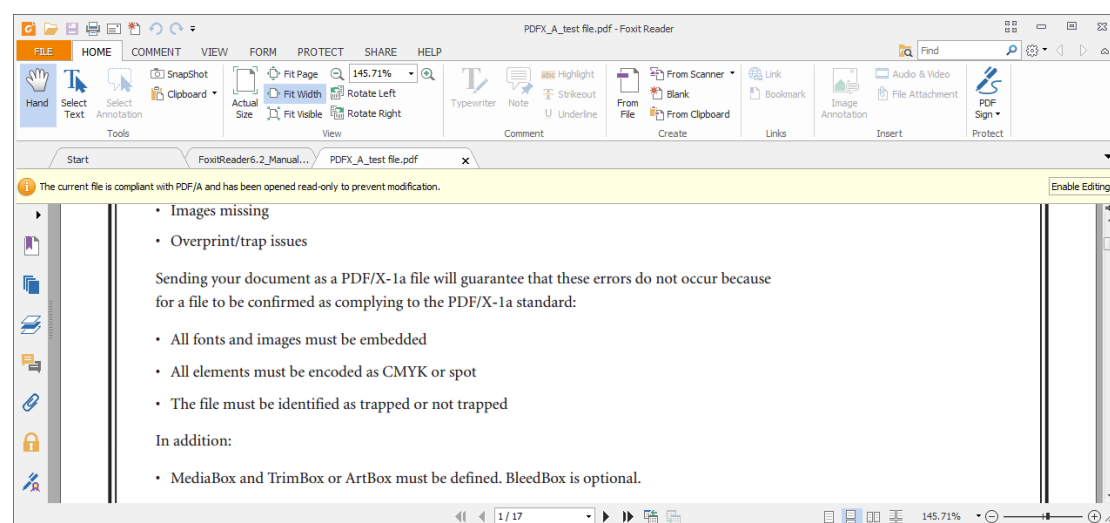 PDFX_A_test file.pdf - Foxit Reader
FILE HOME COMMENT VIEW FORM PROTECT SHARE HELP Find
Hand
Select Text
Select Annotation
SnapShot
Clipboard
Tools
Actual Size
Fit Page
Fit Width
Fit Visible
145.71%
Rotate Left
Rotate Right
View
Typewriter
Note
abc Highlight
T Strikeout
U Underline
Comment
From File
From Scanner
Blank
From Clipboard
Create
Link
Bookmark
Links
Image Annotation
Audio & Video
File Attachment
Insert
PDF Sign
Protect
Start FoxitReader6.2_Manual... PDFX_A_test file.pdf x
The current file is compliant with PDF/A and has been opened read-only to prevent modification. Enable Editing
• Images missing
• Overprint/trap issues
Sending your document as a PDF/X-1a file will guarantee that these errors do not occur because
for a file to be confirmed as complying to the PDF/X-1a standard:
• All fonts and images must be embedded
• All elements must be encoded as CMYK or spot
• The file must be identified as trapped or not trapped
In addition:
• MediaBox and TrimBox or ArtBox must be defined. BleedBox is optional.
1 / 17 145.71%